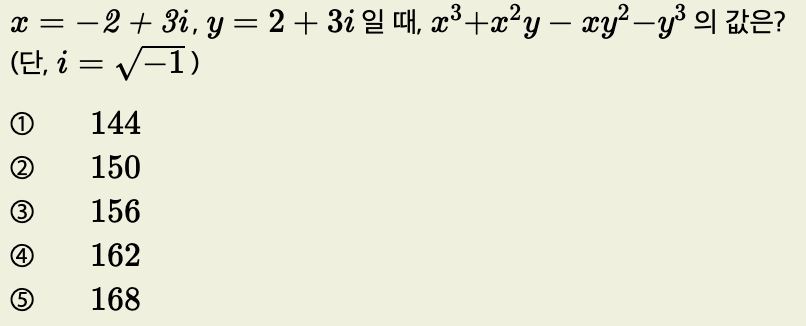 x = −2 + 3i, y = 2 + 3i 일 때, x³+x²y − xy²−y³ 의 값은?
(단, i = √−1)
① 144
② 150
③ 156
④ 162
⑤ 168